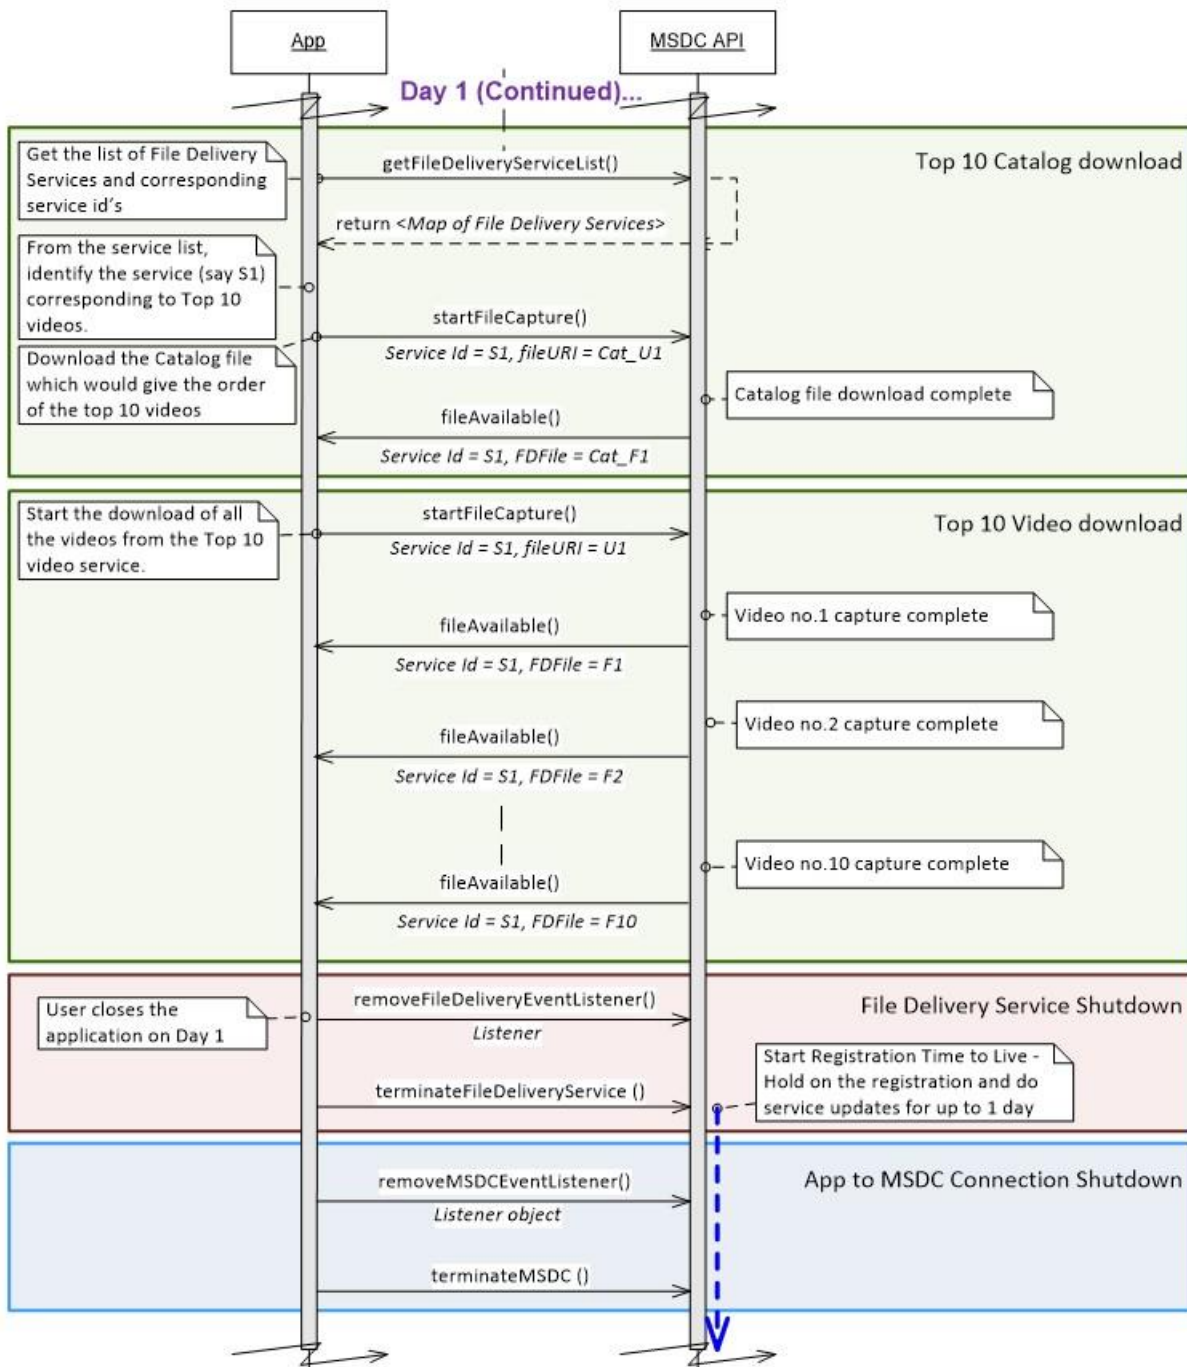 App
MSDC API
Day 1 (Continued)...
Top 10 Catalog download
Get the list of File Delivery
Services and corresponding
service id's
getFileDeliveryServiceList()
return <Map of File Delivery Services>
From the service list,
identify the service (say S1)
corresponding to Top 10
videos.
startFileCapture()
Service Id = S1, fileURI = Cat_U1
Download the Catalog file
which would give the order
of the top 10 videos
Catalog file download complete
fileAvailable()
Service Id = S1, FDFile = Cat_F1
Top 10 Video download
Start the download of all
the videos from the Top 10
video service.
startFileCapture()
Service Id = S1, fileURI = U1
Video no.1 capture complete
fileAvailable()
Service Id = S1, FDFile = F1
Video no.2 capture complete
fileAvailable()
Service Id = S1, FDFile = F2
Video no.10 capture complete
fileAvailable()
Service Id = S1, FDFile = F10
File Delivery Service Shutdown
User closes the
application on Day 1
removeFileDeliveryEventListener()
Listener
Start Registration Time to Live -
Hold on the registration and do
service updates for up to 1 day
terminateFileDeliveryService ()
App to MSDC Connection Shutdown
removeMSDCEventListener()
Listener object
terminateMSDC ()